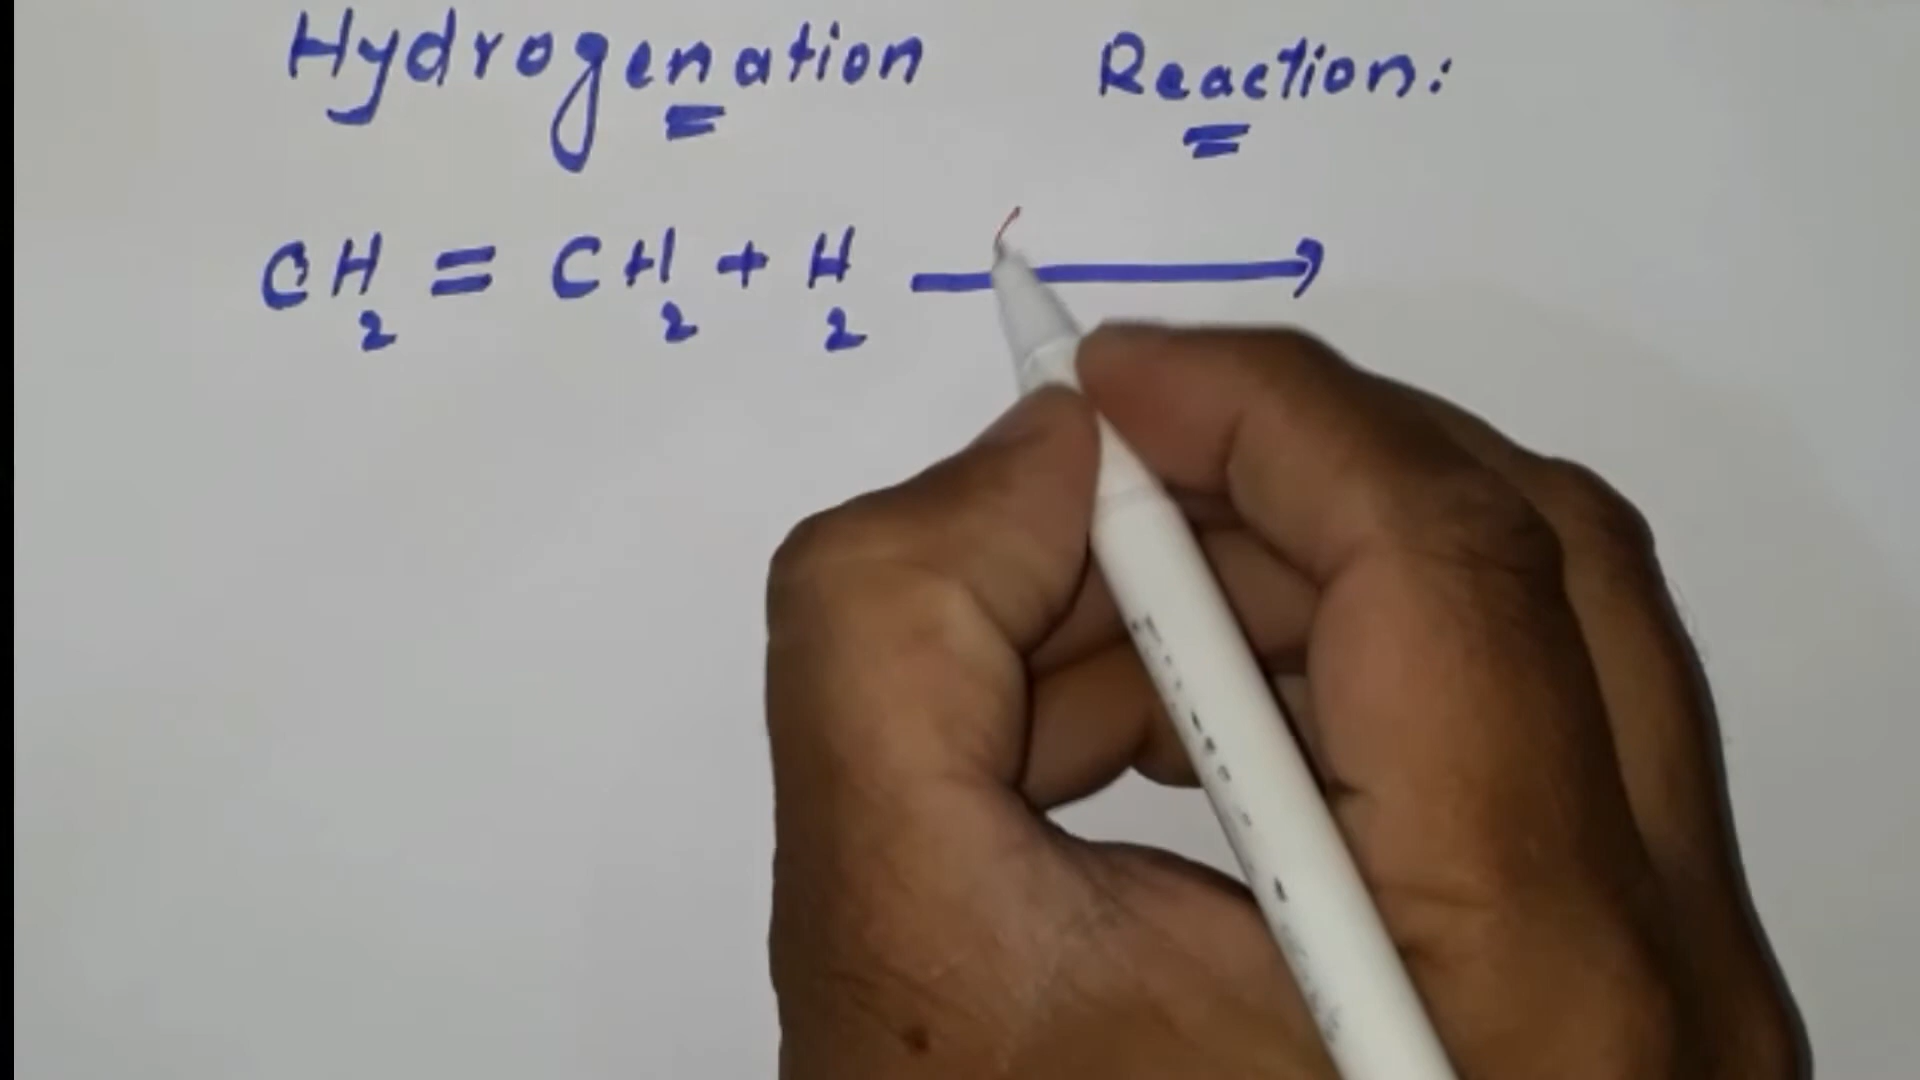 Hydrogenation Reaction:
CH₂ = CH₂ + H₂ ⟶